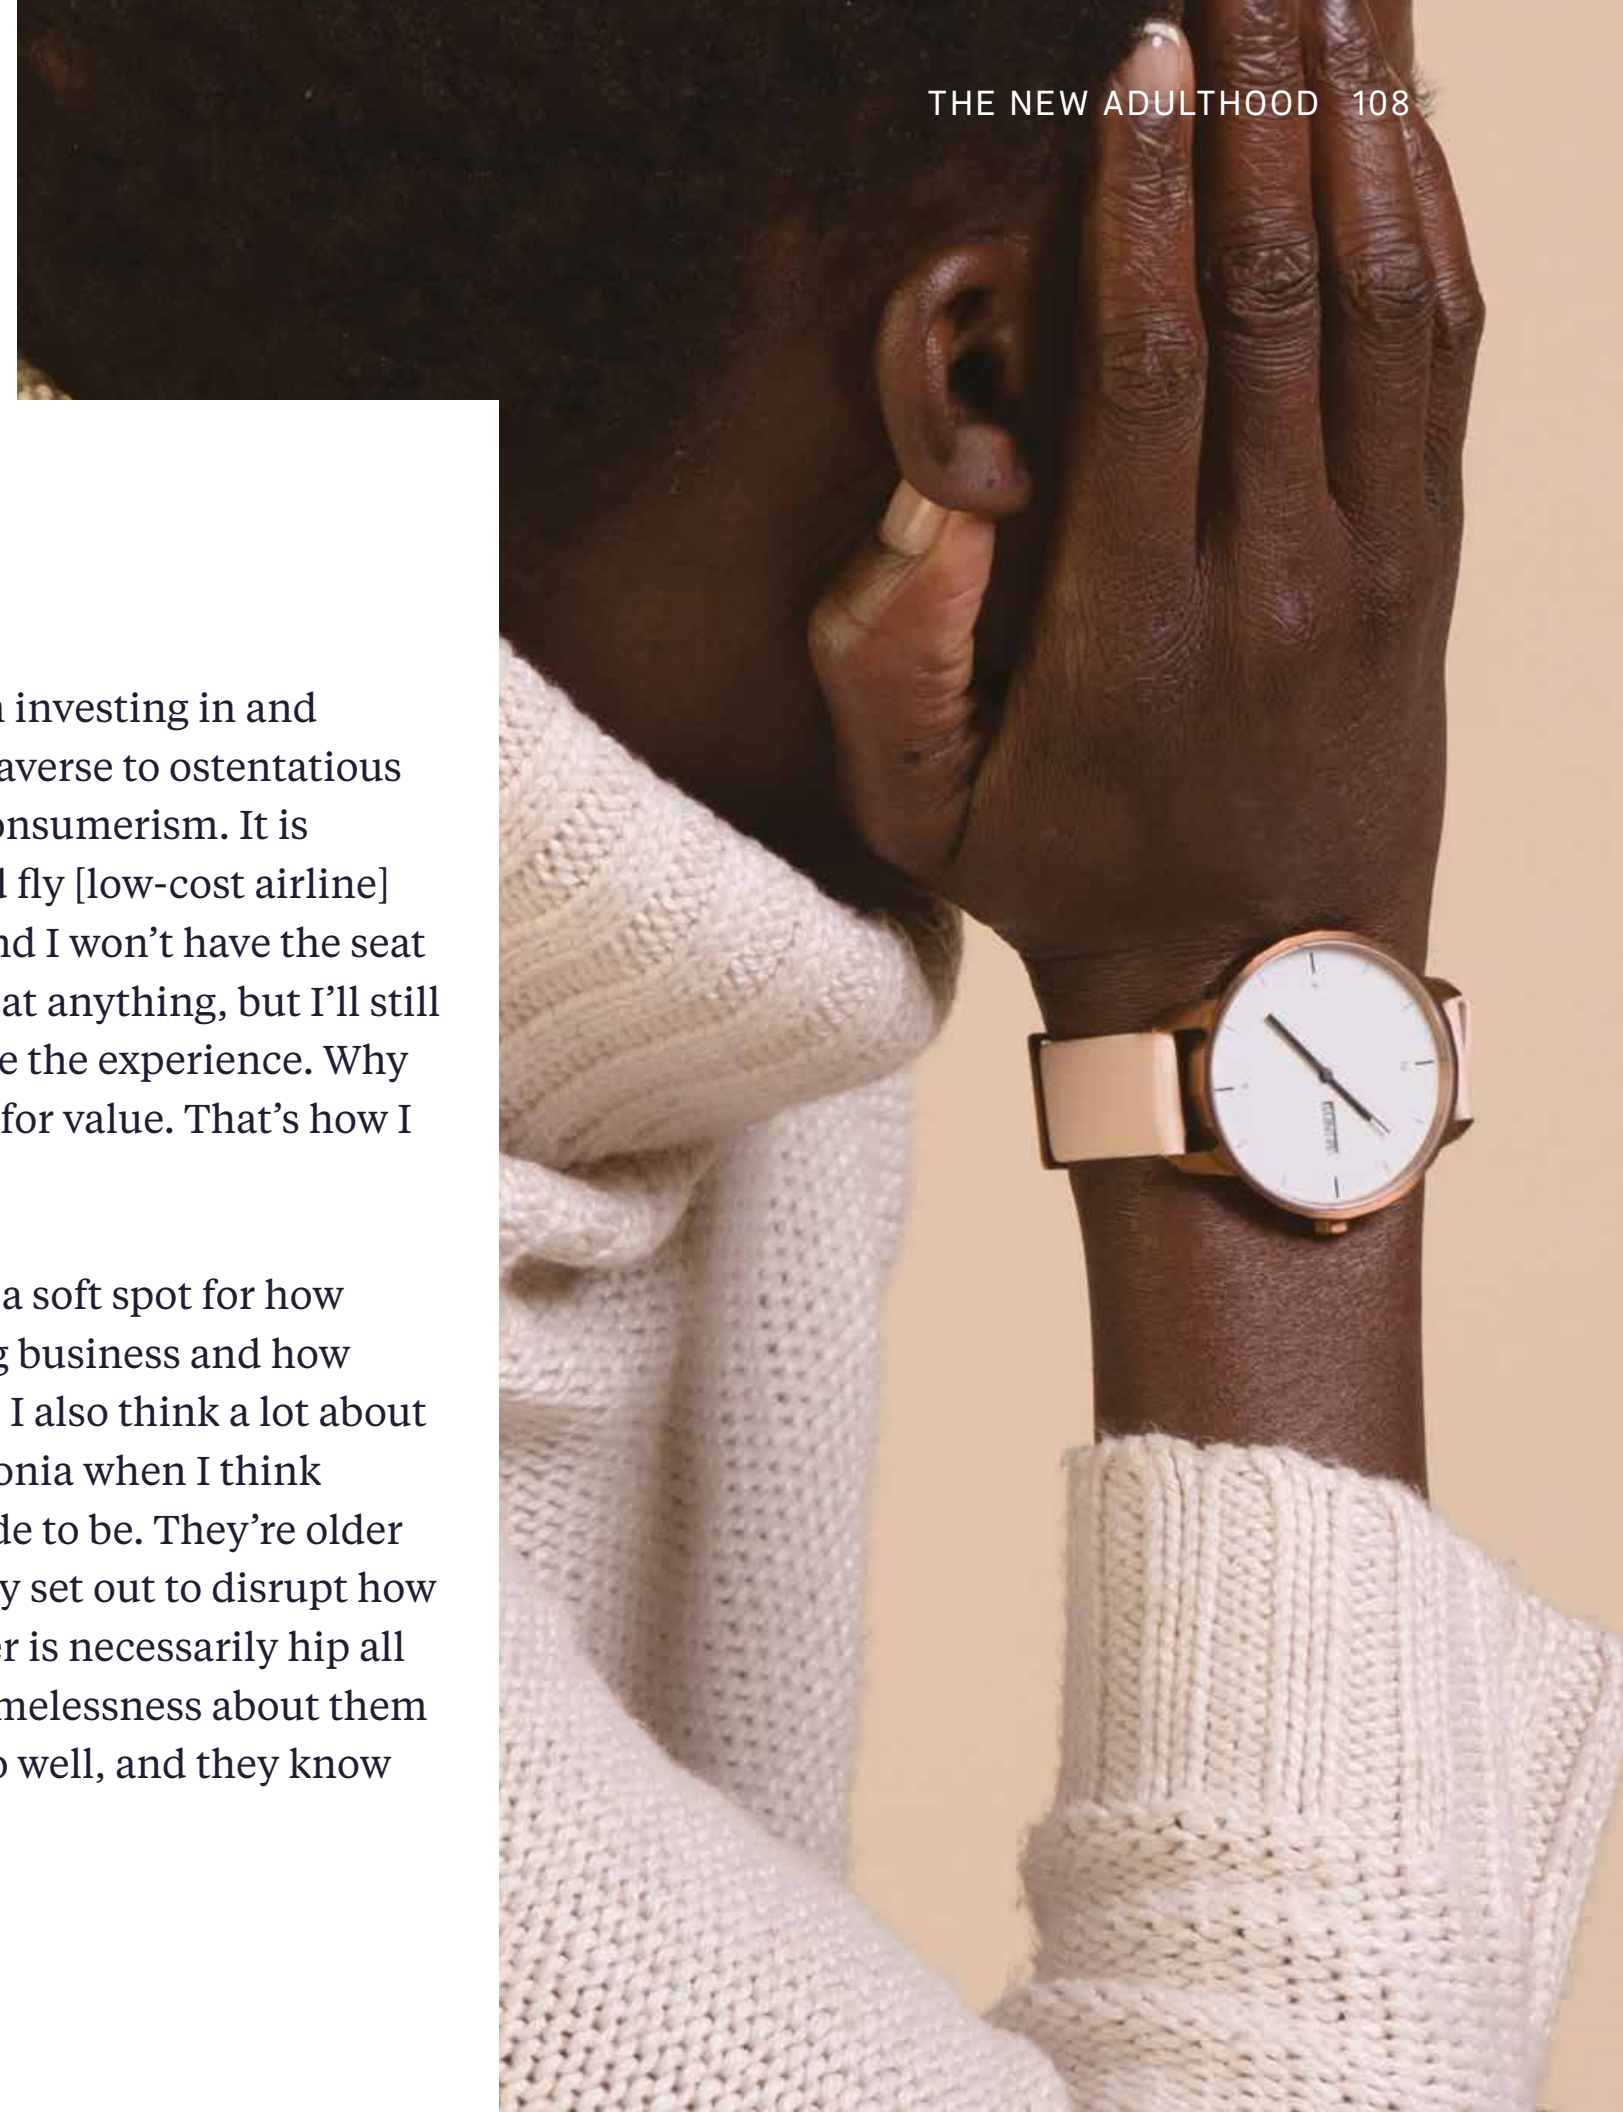 THE NEW ADULTHOOD 108
investing in and
averse to ostentatious
onsumerism. It is
fly [low-cost airline]
nd I won’t have the seat
at anything, but I’ll still
e the experience. Why
for value. That’s how I
a soft spot for how
g business and how
I also think a lot about
onia when I think
de to be. They’re older
y set out to disrupt how
er is necessarily hip all
melessness about them
o well, and they know